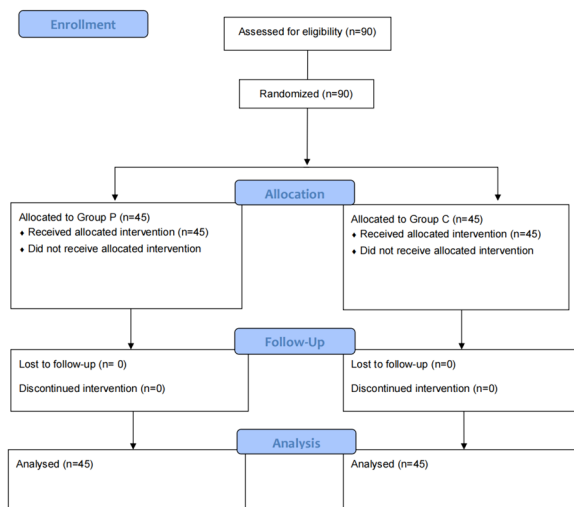 Enrollment
Assessed for eligibility (n=90)
Randomized (n=90)
Allocation
Allocated to Group P (n=45)
♦ Received allocated intervention (n=45)
♦ Did not receive allocated intervention
Allocated to Group C (n=45)
♦ Received allocated intervention (n=45)
♦ Did not receive allocated intervention
Follow-Up
Lost to follow-up (n= 0)
Discontinued intervention (n=0)
Lost to follow-up (n=0)
Discontinued intervention (n=0)
Analysis
Analysed (n=45)
Analysed (n=45)